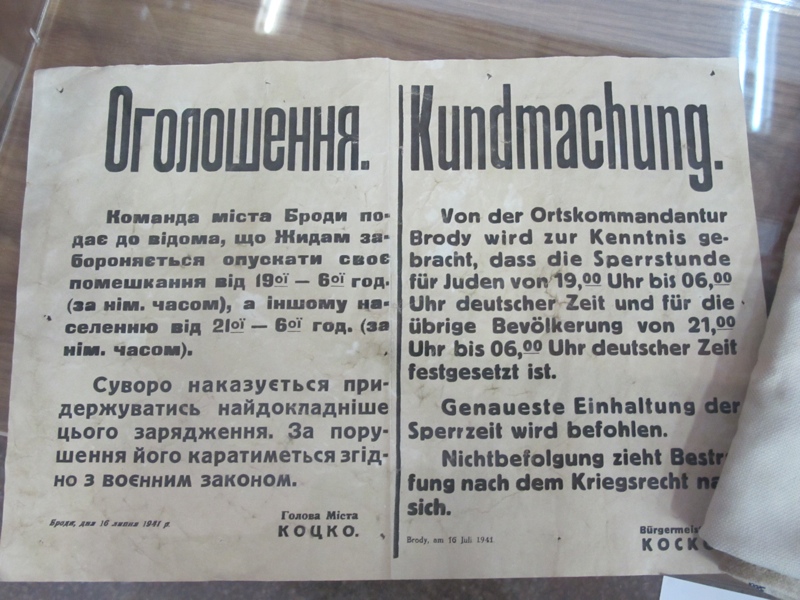 Оголошення.
Команда міста Броди по-
дає до відома, що Жидам за-
бороняється опускати своє
помешкання від 19ої — 6ої год.
(за нім. часом), а іншому на-
селенню від 21ої — 6ої год. (за
нім. часом).
Суворо наказується при-
держуватись найдокладніше
цього зарядження. За пору-
шення його каратиметься згід-
но з воєнним законом.
Броди, дня 16 липня 1941 р.
Голова Міста
КОЦКО.
Kundmachung.
Von der Ortskommandantur
Brody wird zur Kenntnis ge-
bracht, dass die Sperrstunde
für Juden von 19,00 Uhr bis 06,00
Uhr deutscher Zeit und für die
übrige Bevölkerung von 21,00
Uhr bis 06,00 Uhr deutscher Zeit
festgesetzt ist.
Genaueste Einhaltung der
Sperrzeit wird befohlen.
Nichtbefolgung zieht
fung nach dem Kriegsrecht
sich.
Brody, am 16 Juli 1941